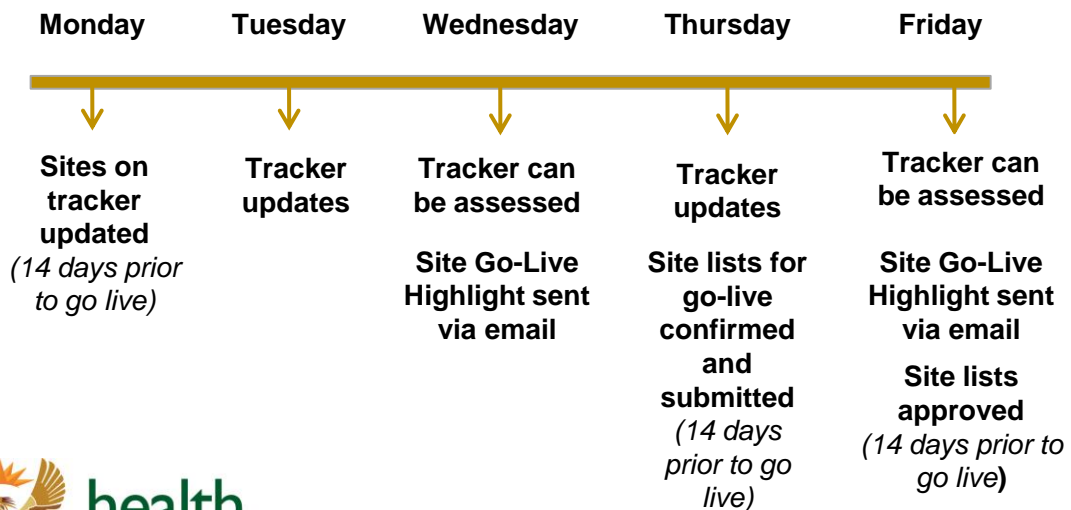 Monday
Tuesday
Wednesday
Thursday
Friday
Sites on
tracker
updated
(14 days prior
to go live)
Tracker
updates
Tracker can
be assessed
Site Go-Live
Highlight sent
via email
Tracker
updates
Site lists for
go-live
confirmed
and
submitted
(14 days
prior to go
live)
Tracker can
be assessed
Site Go-Live
Highlight sent
via email
Site lists
approved
(14 days prior to
go live)
health